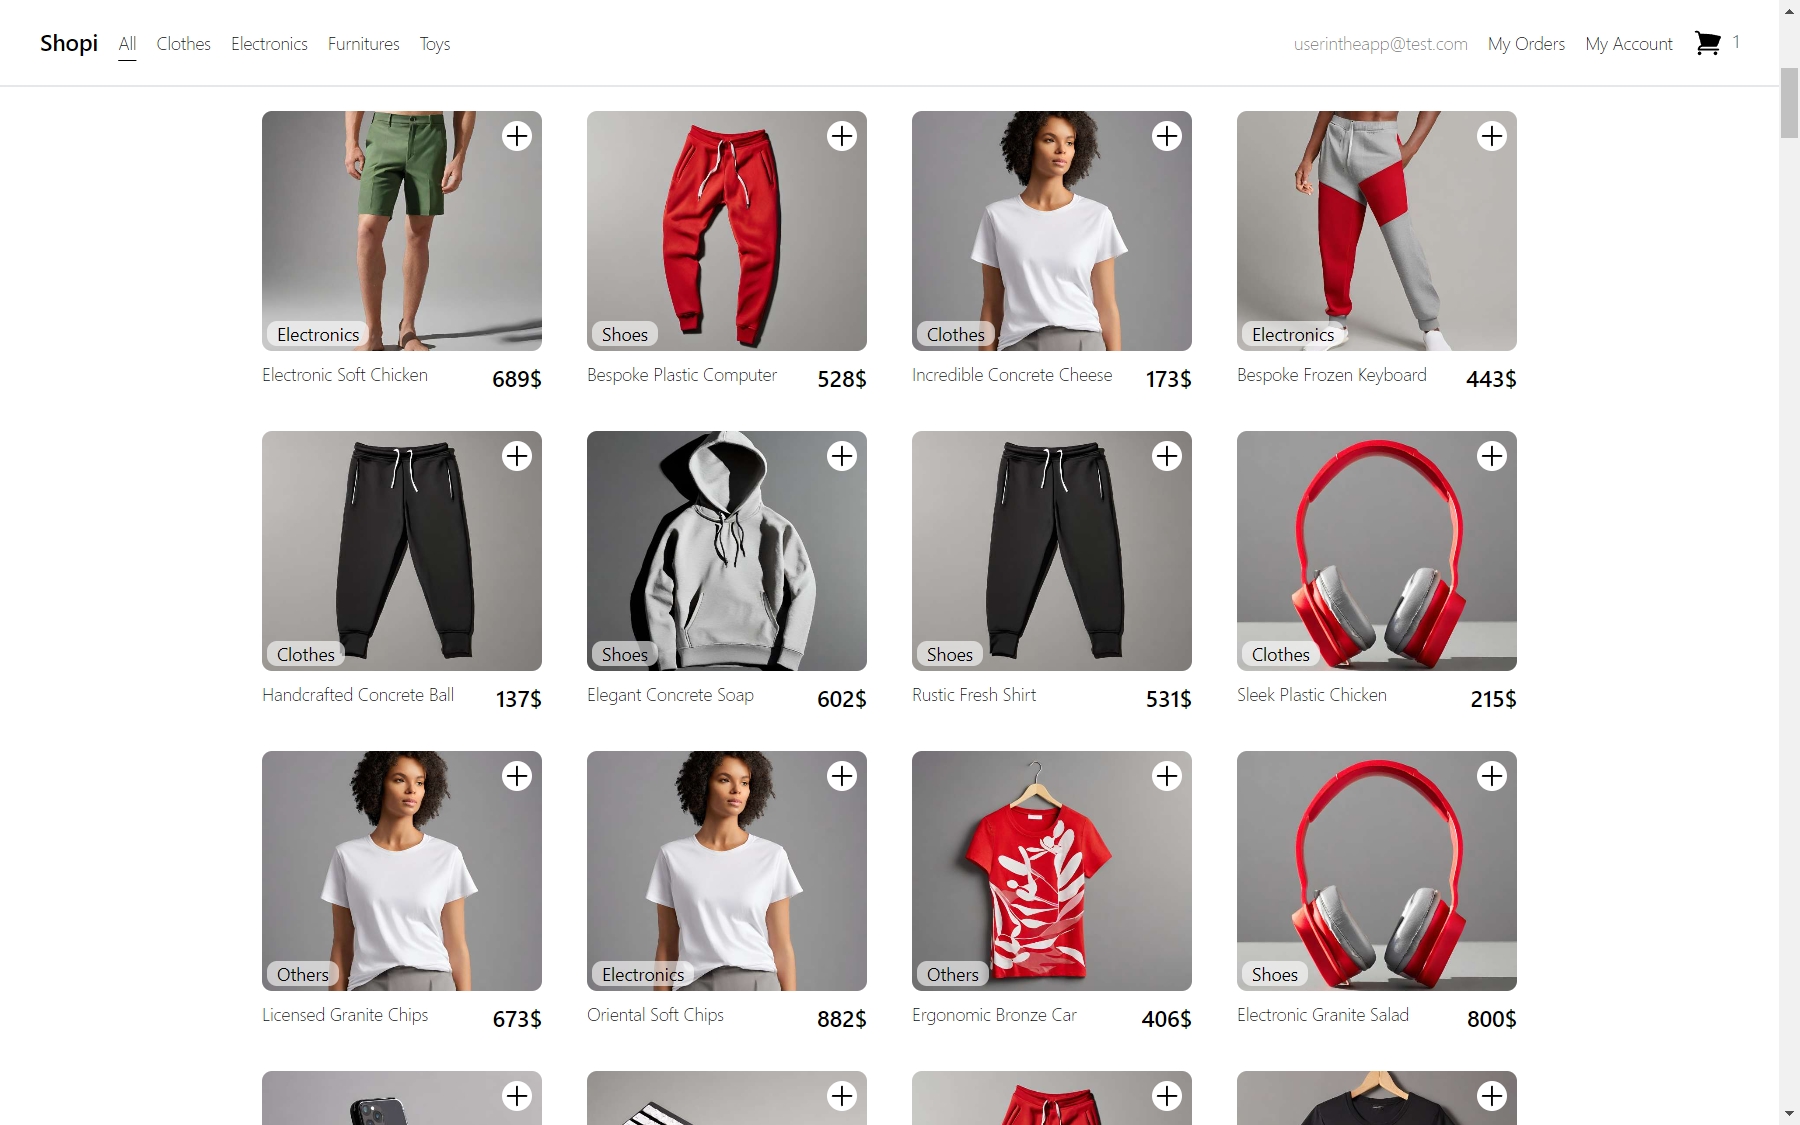 Shopi All Clothes Electronics Furnitures Toys userintheapp@test.com My Orders My Account 1
Electronics Shoes Clothes Electronics
Electronic Soft Chicken 689$ Bespoke Plastic Computer 528$ Incredible Concrete Cheese 173$ Bespoke Frozen Keyboard 443$
Clothes Shoes Shoes Clothes
Handcrafted Concrete Ball 137$ Elegant Concrete Soap 602$ Rustic Fresh Shirt 531$ Sleek Plastic Chicken 215$
Others Electronics Others Shoes
Licensed Granite Chips 673$ Oriental Soft Chips 882$ Ergonomic Bronze Car 406$ Electronic Granite Salad 800$